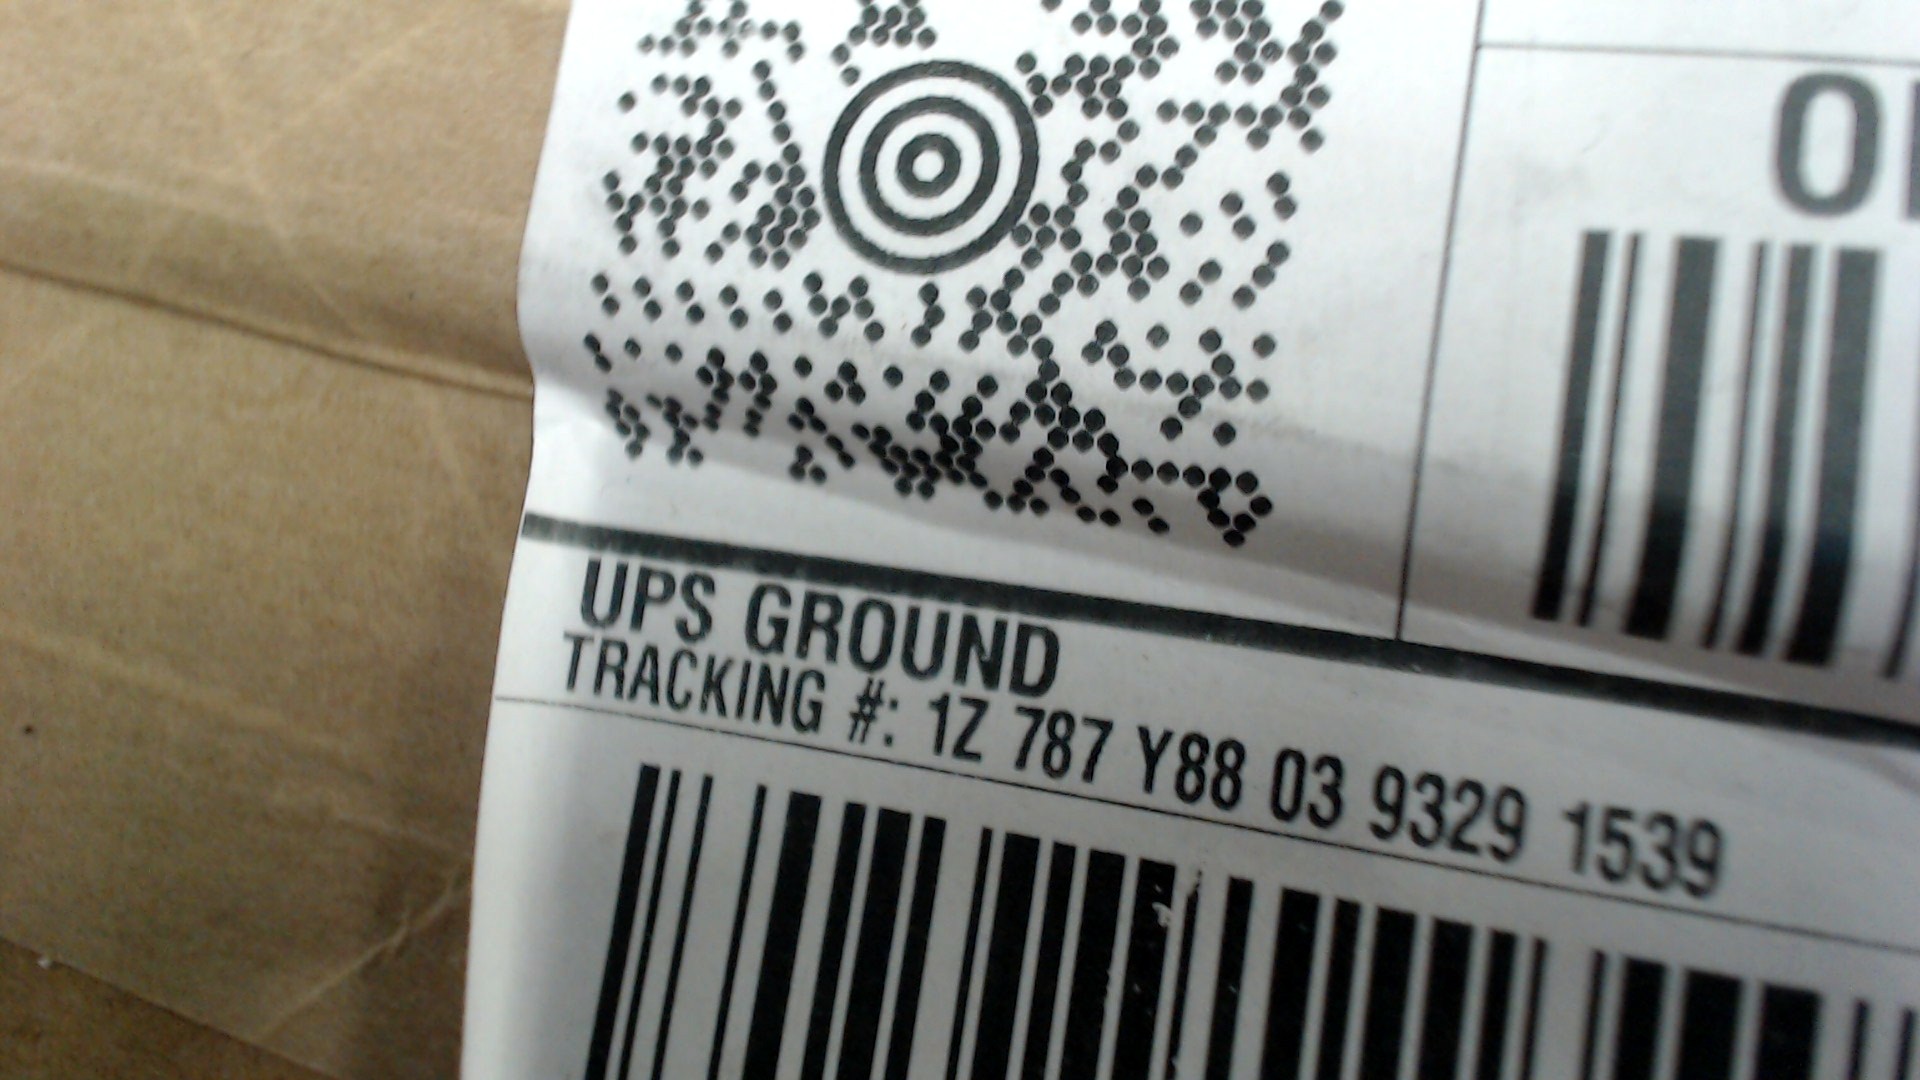 UPS GROUND
TRACKING #: 1Z 787 Y88 03 9329 1539